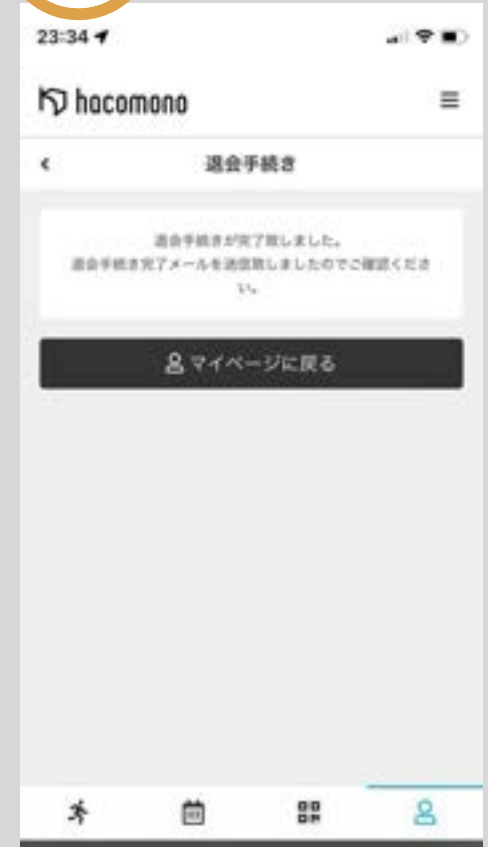 23:34
hacomono
退会手続き
退会手続きが完了致しました。
退会手続き完了メールを送信致しましたのでご確認くださ
い。
マイページに戻る